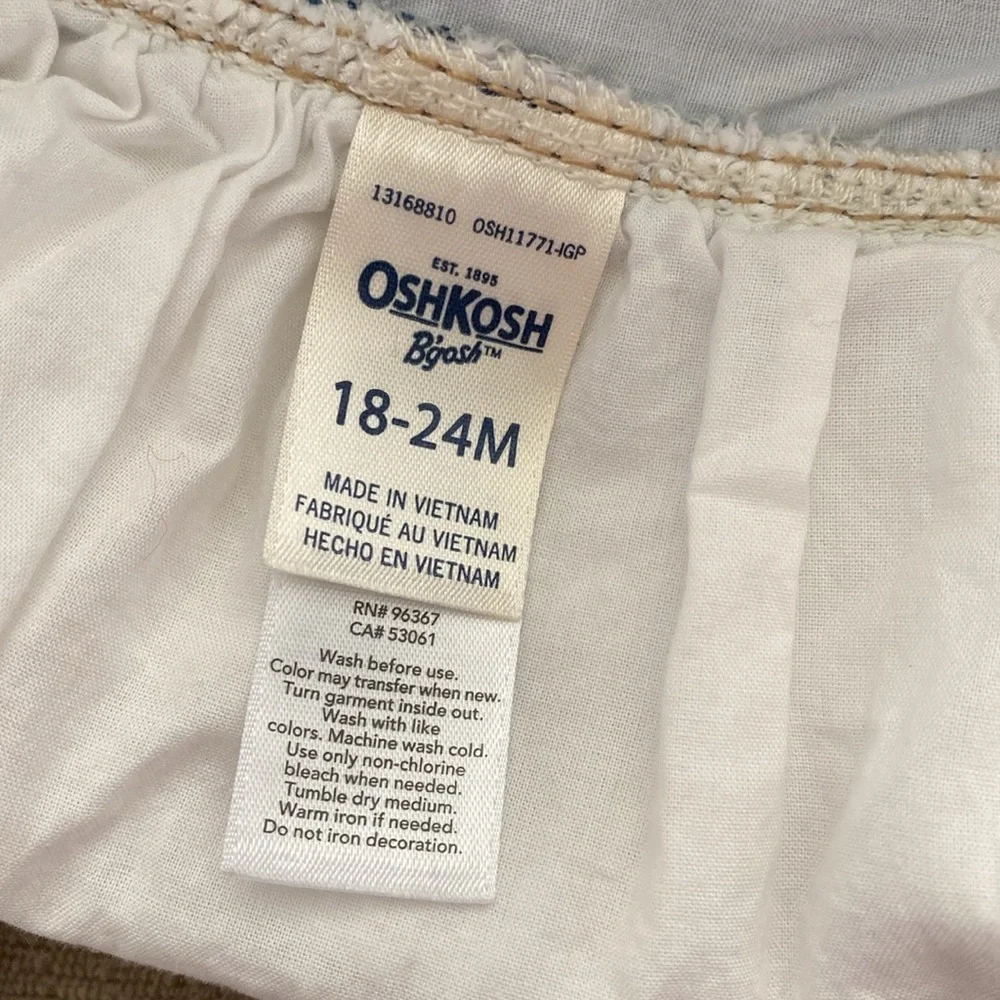 13168810 OSH11771-IGP
EST. 1895
OSHKOSH
B'gosh™
18-24M
MADE IN VIETNAM
FABRIQUÉ AU VIETNAM
HECHO EN VIETNAM
RN# 96367
CA# 53061
Wash before use.
Color may transfer when new.
Turn garment inside out.
Wash with like
colors. Machine wash cold.
Use only non-chlorine
bleach when needed.
Tumble dry medium.
Warm iron if needed.
Do not iron decoration.